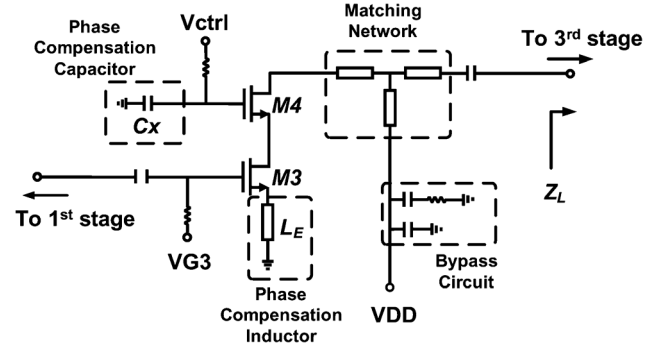 Phase
Compensation
Capacitor
Vctrl
Matching
Network
To 3rd stage
Cx
M4
M3
To 1st stage
VG3
LE
Phase
Compensation
Inductor
ZL
Bypass
Circuit
VDD